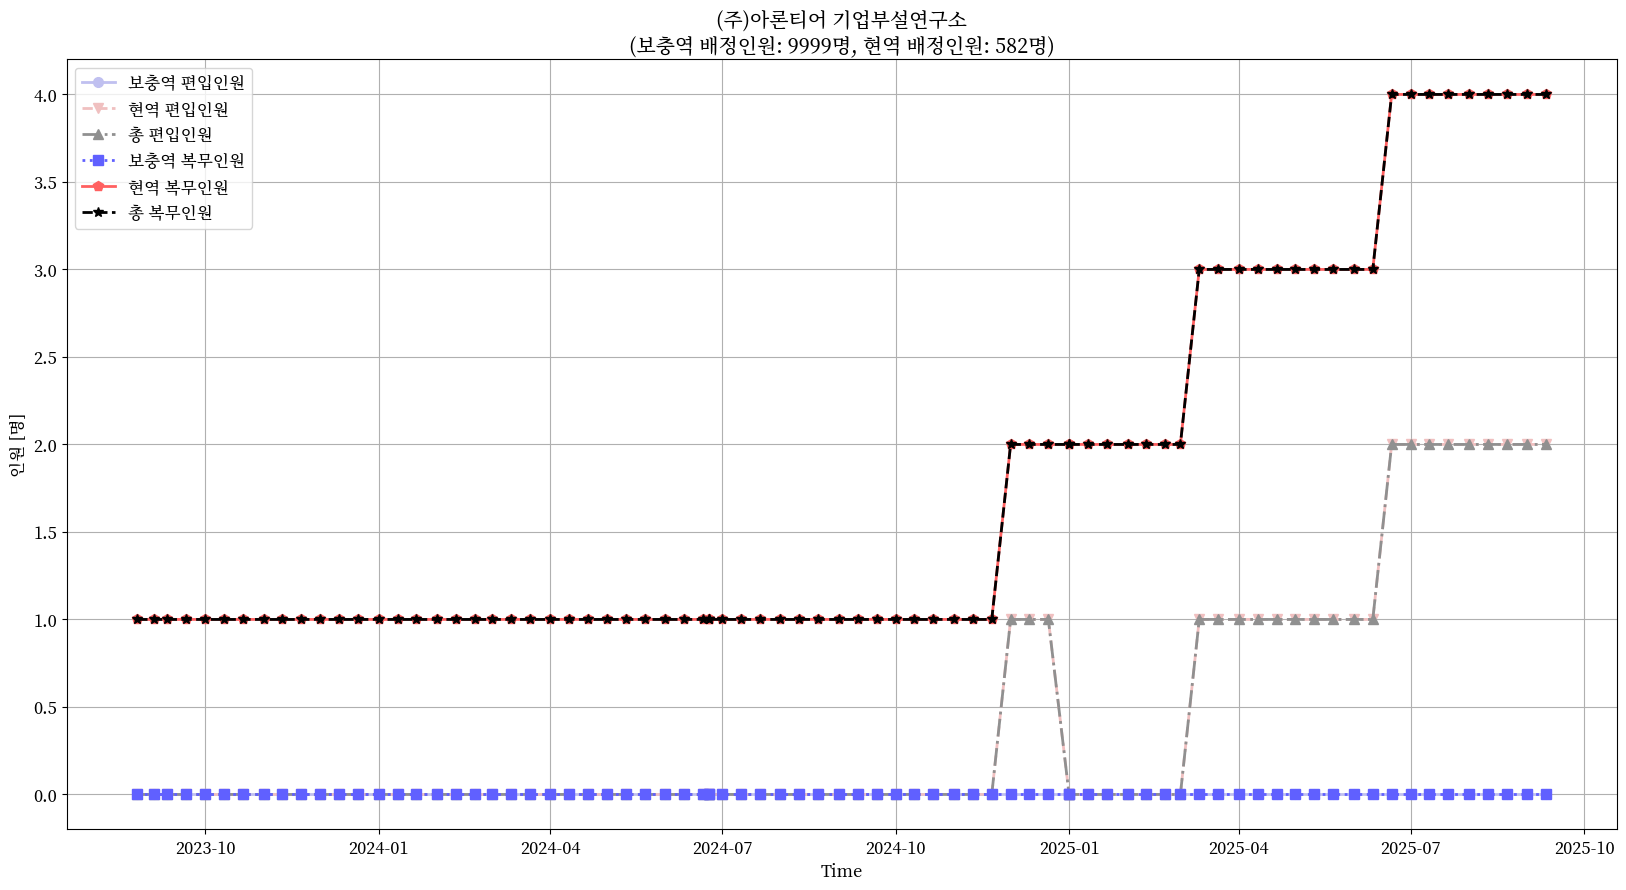 (주)아론티어 기업부설연구소
(보충역 배정인원: 9999명, 현역 배정인원: 582명)
보충역 편입인원
현역 편입인원
총 편입인원
보충역 복무인원
현역 복무인원
총 복무인원
4.0
3.5
3.0
2.5
2.0
1.5
1.0
0.5
0.0
인원 [명]
2023-10 2024-01 2024-04 2024-07 2024-10 2025-01 2025-04 2025-07 2025-10
Time